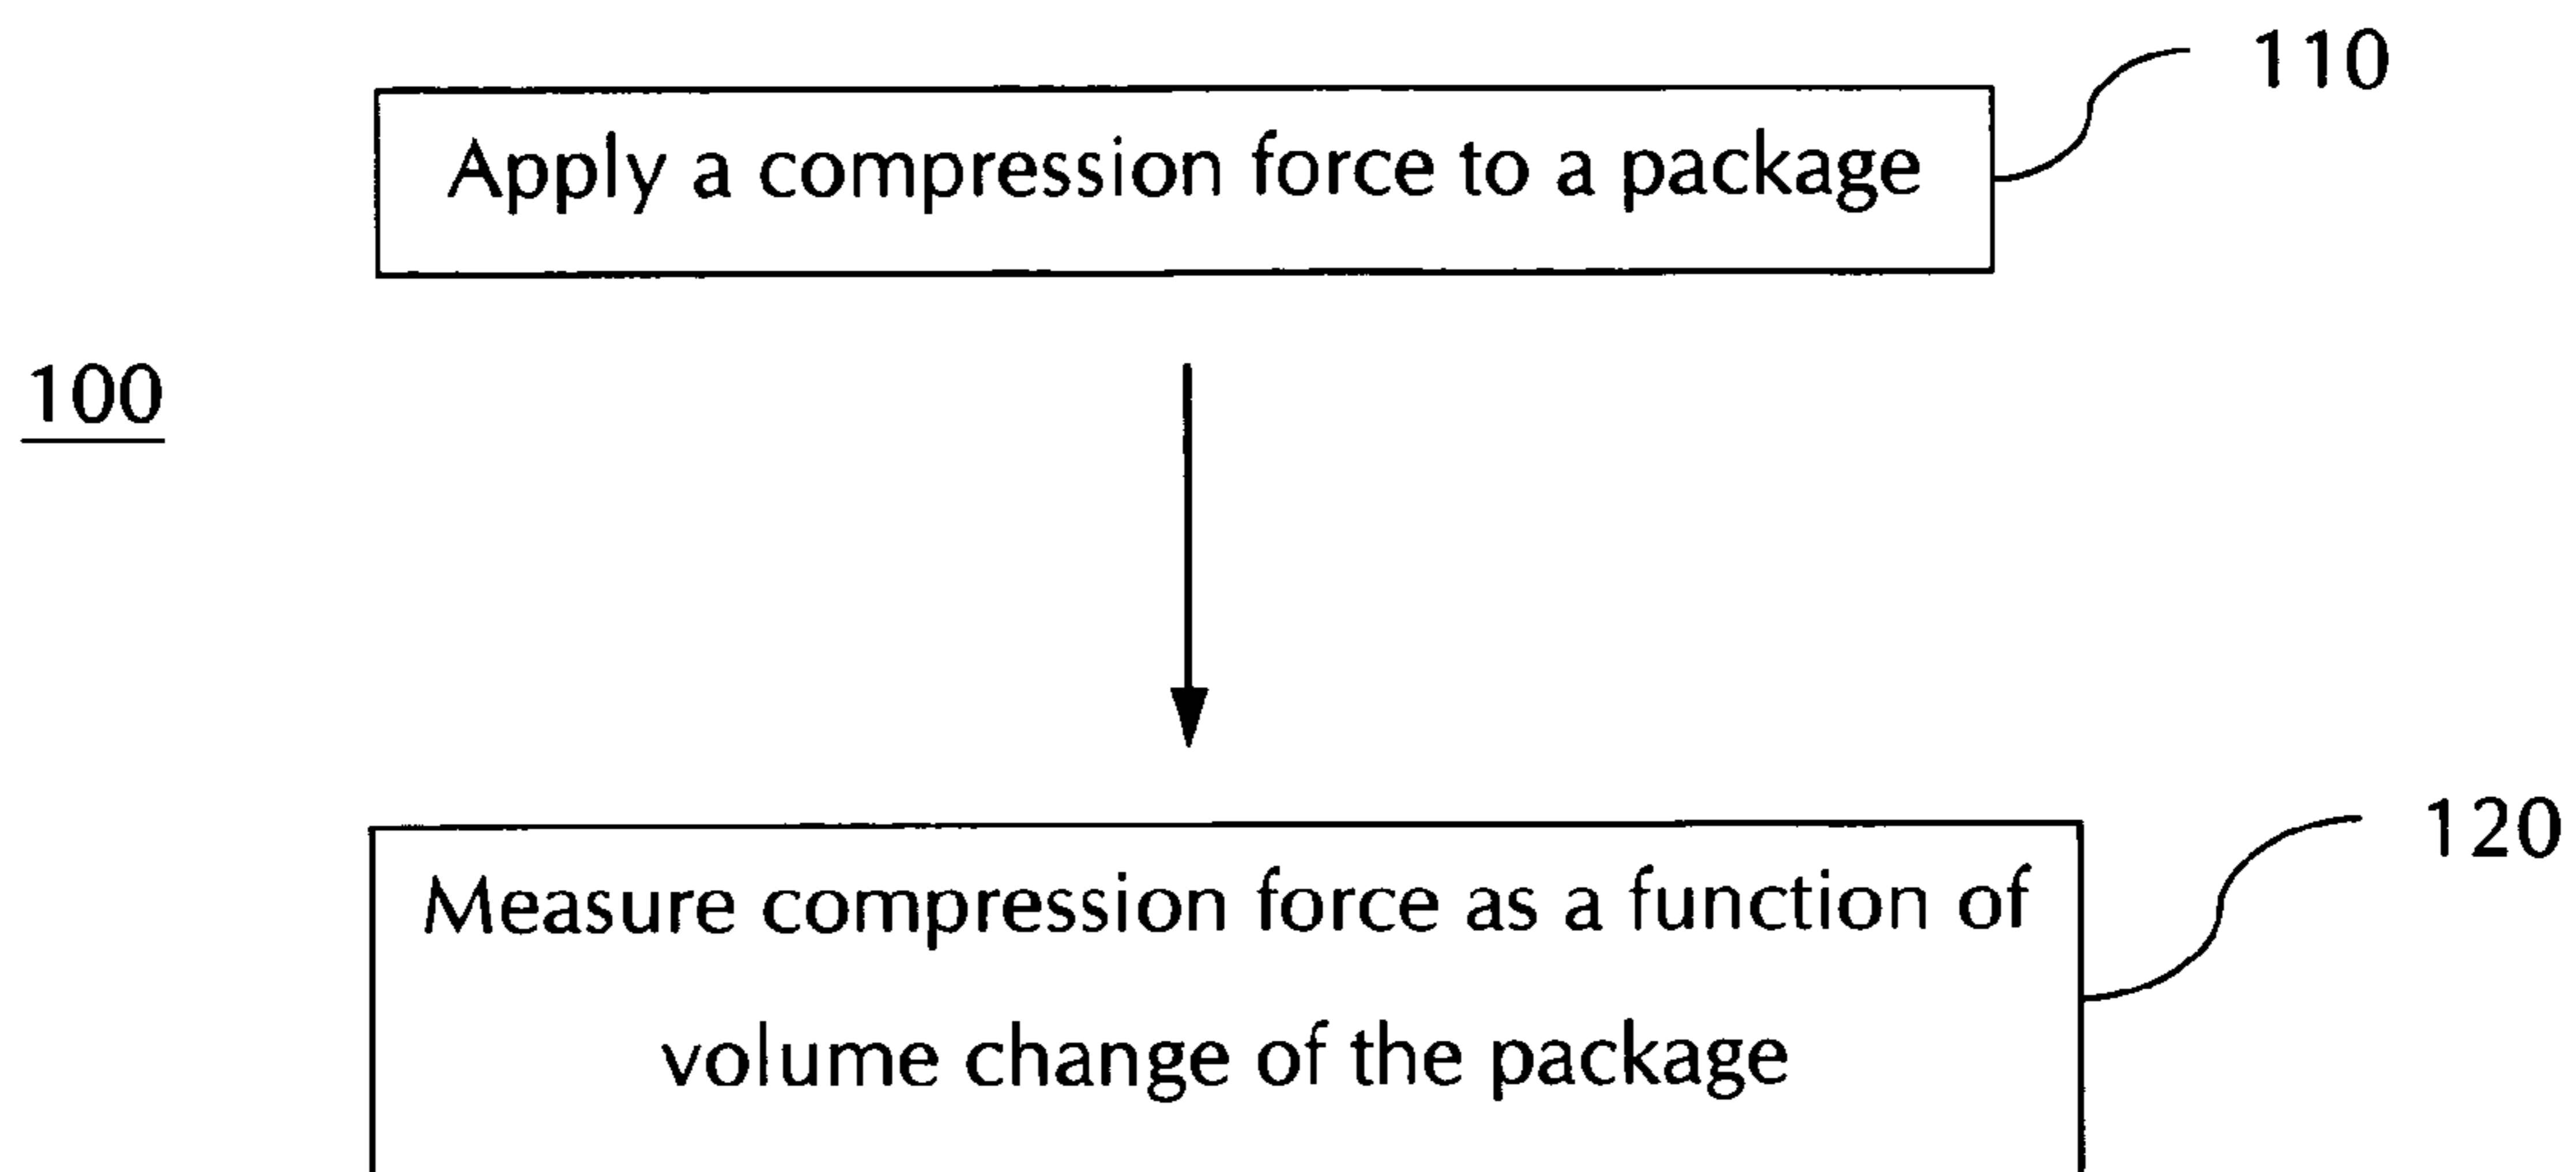 110
Apply a compression force to a package
100
120
Measure compression force as a function of
volume change of the package